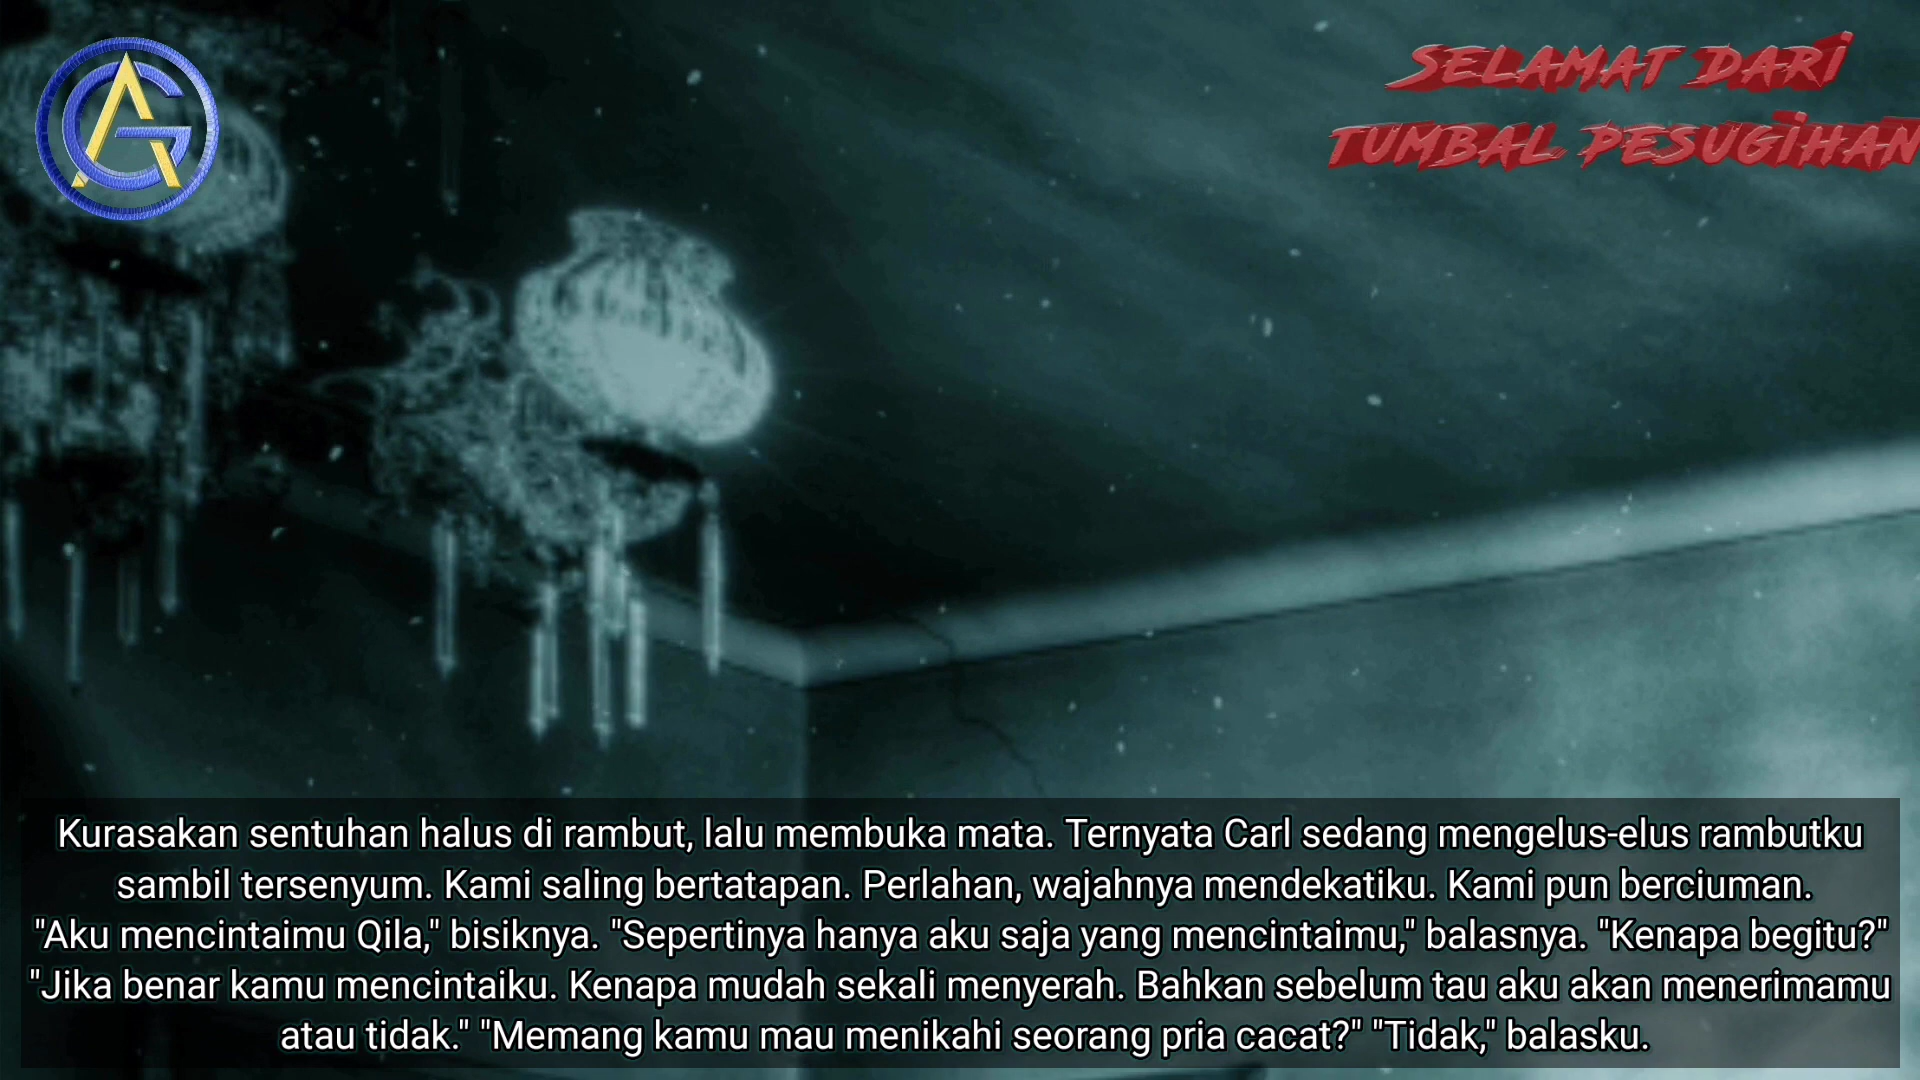 SELAMAT DARI
TUMBAL PESUGIHAN
Kurasakan sentuhan halus di rambut, lalu membuka mata. Ternyata Carl sedang mengelus-elus rambutku
sambil tersenyum. Kami saling bertatapan. Perlahan, wajahnya mendekatiku. Kami pun berciuman.
"Aku mencintaimu Qila," bisiknya. "Sepertinya hanya aku saja yang mencintaimu," balasnya. "Kenapa begitu?"
"Jika benar kamu mencintaiku. Kenapa mudah sekali menyerah. Bahkan sebelum tau aku akan menerimamu
atau tidak." "Memang kamu mau menikahi seorang pria cacat?" "Tidak," balasku.